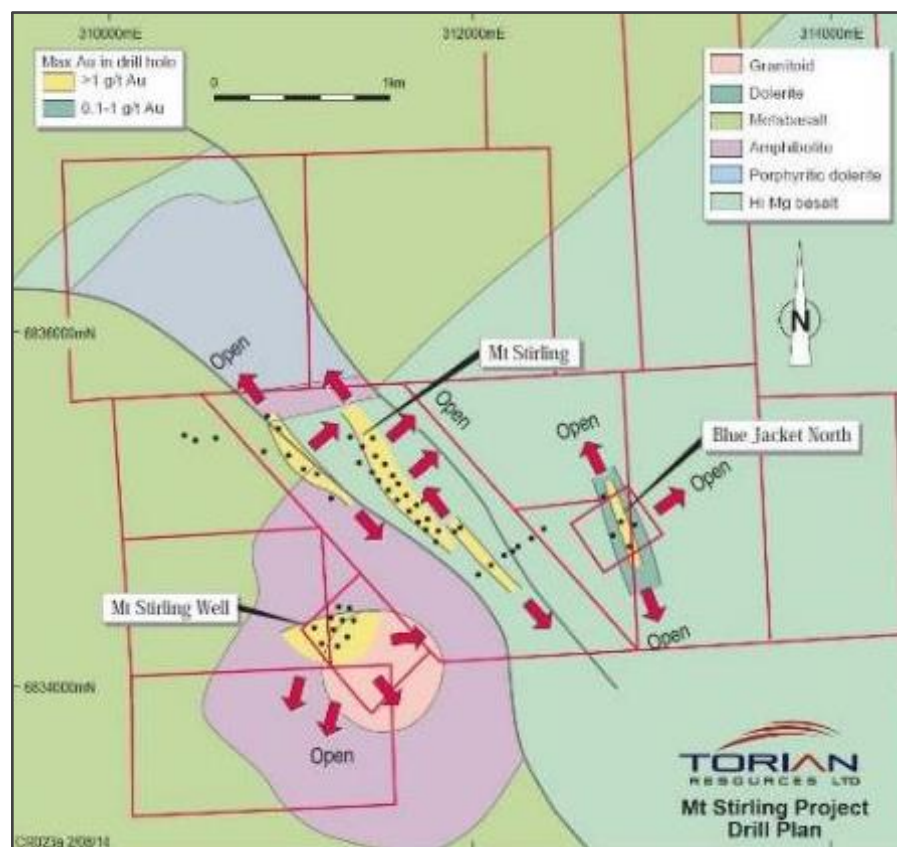 310000mE
312000mE
314000mE
Max Au in drill hole
>1 g/t Au
0.1-1 g/t Au
0
1km
Granitoid
Dolerite
Metabasalt
Amphibolite
Porphyritic dolerite
Hi Mg basalt
6836000mN
N
Open
Mt Stirling
Open
Open
Blue Jacket North
Open
Mt Stirling Well
Open
6834000mN
Open
TORIAN
RESOURCES LTD
Mt Stirling Project
Drill Plan